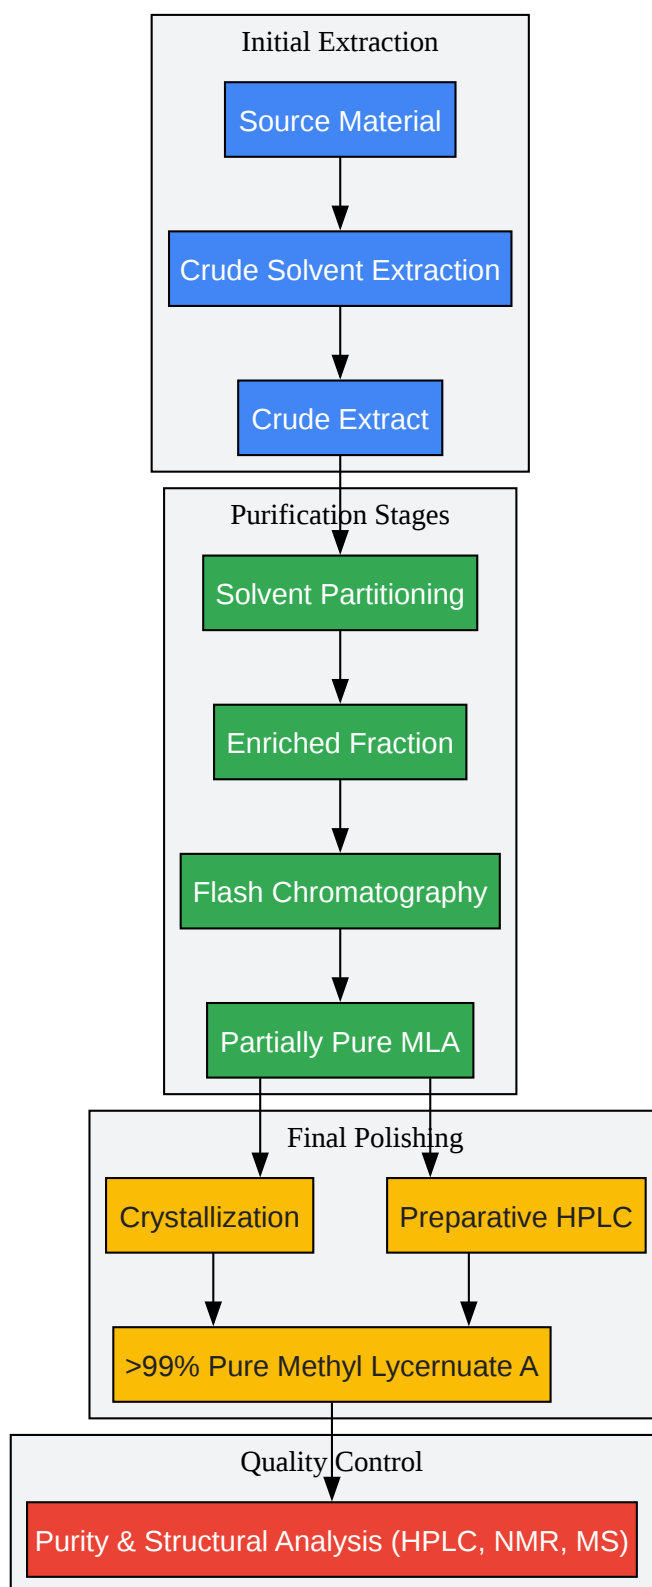 Initial Extraction
Source Material
Crude Solvent Extraction
Crude Extract
Purification Stages
Solvent Partitioning
Enriched Fraction
Flash Chromatography
Partially Pure MLA
Final Polishing
Crystallization
Preparative HPLC
>99% Pure Methyl Lycernuate A
Quality Control
Purity & Structural Analysis (HPLC, NMR, MS)